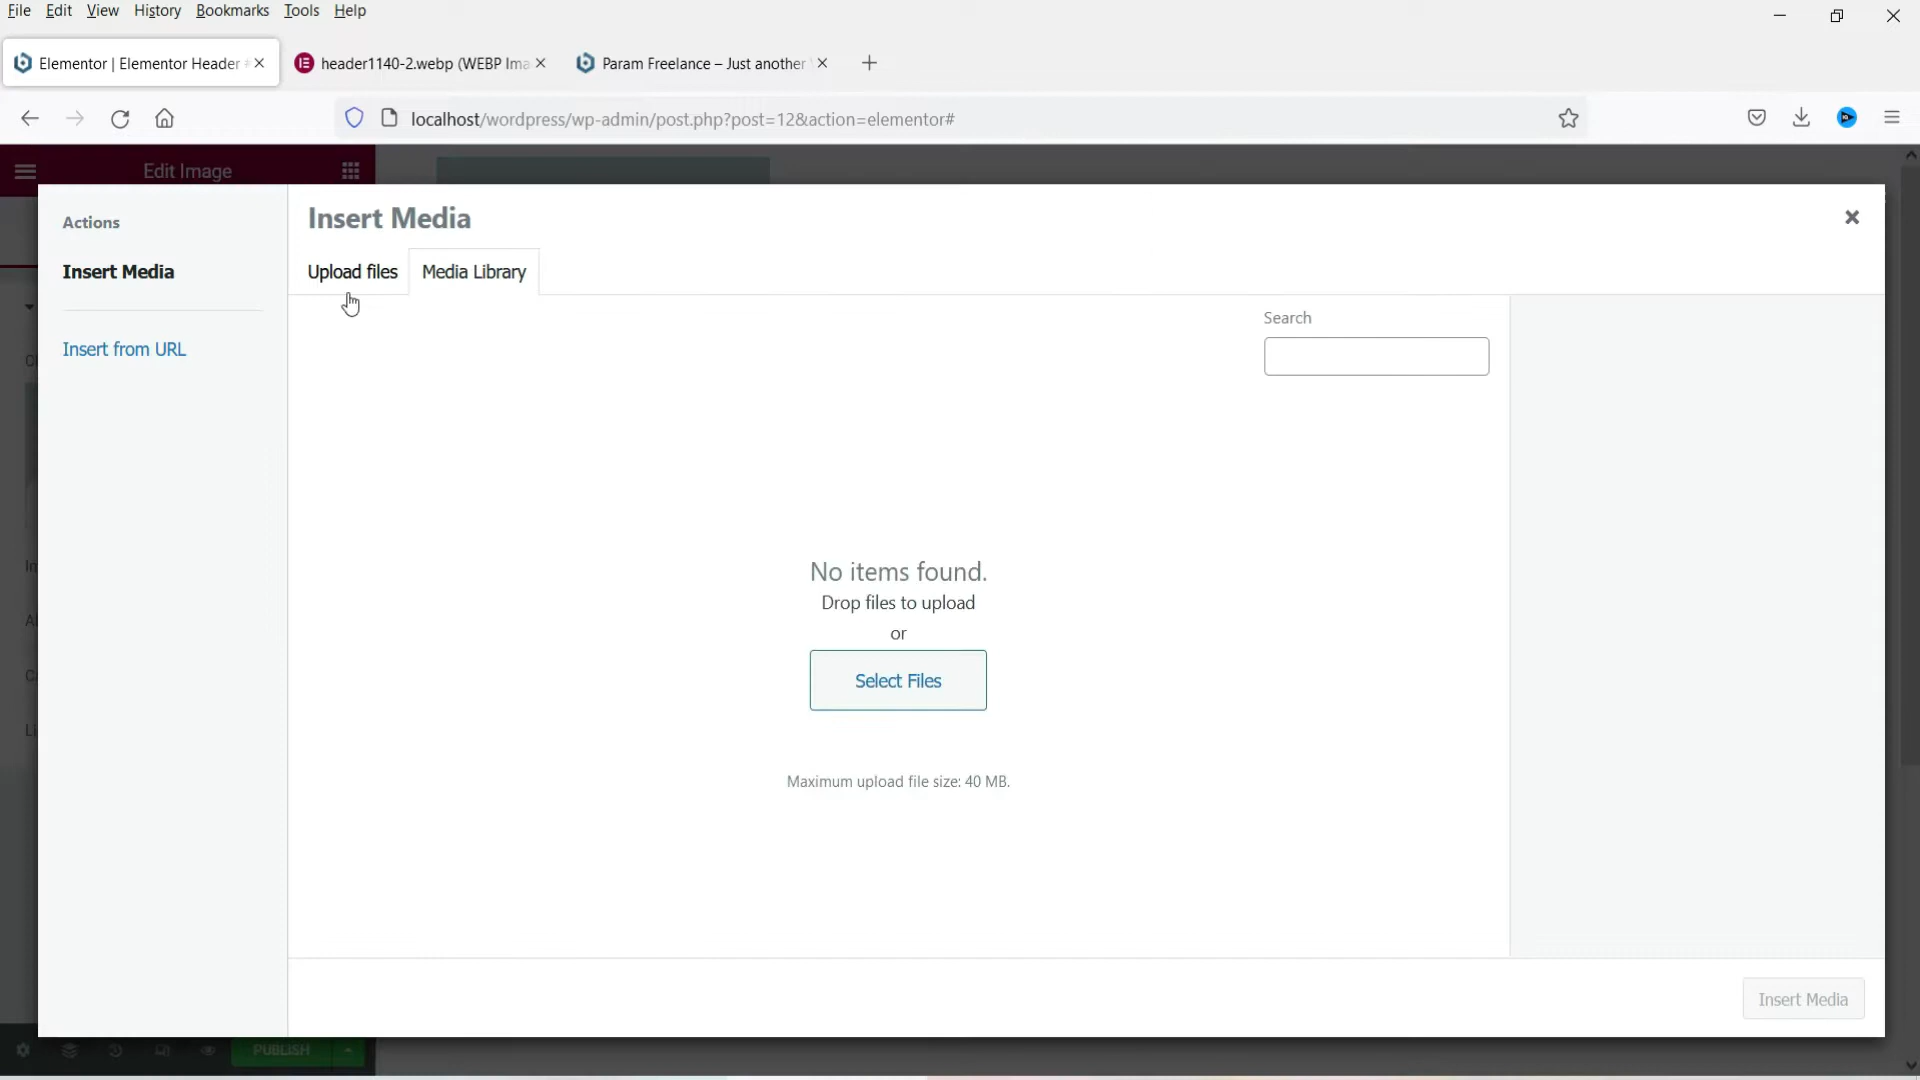 File Edit View History Bookmarks Tools Help
Elementor | Elementor Header
header1140-2.webp (WEBP Ima
Param Freelance – Just another
localhost/wordpress/wp-admin/post.php?post=12&action=elementor#
Edit Image
Actions
Insert Media
Insert from URL
Insert Media
Upload files
Media Library
Search
No items found.
Drop files to upload
or
Select Files
Maximum upload file size: 40 MB.
Insert Media
PUBLISH